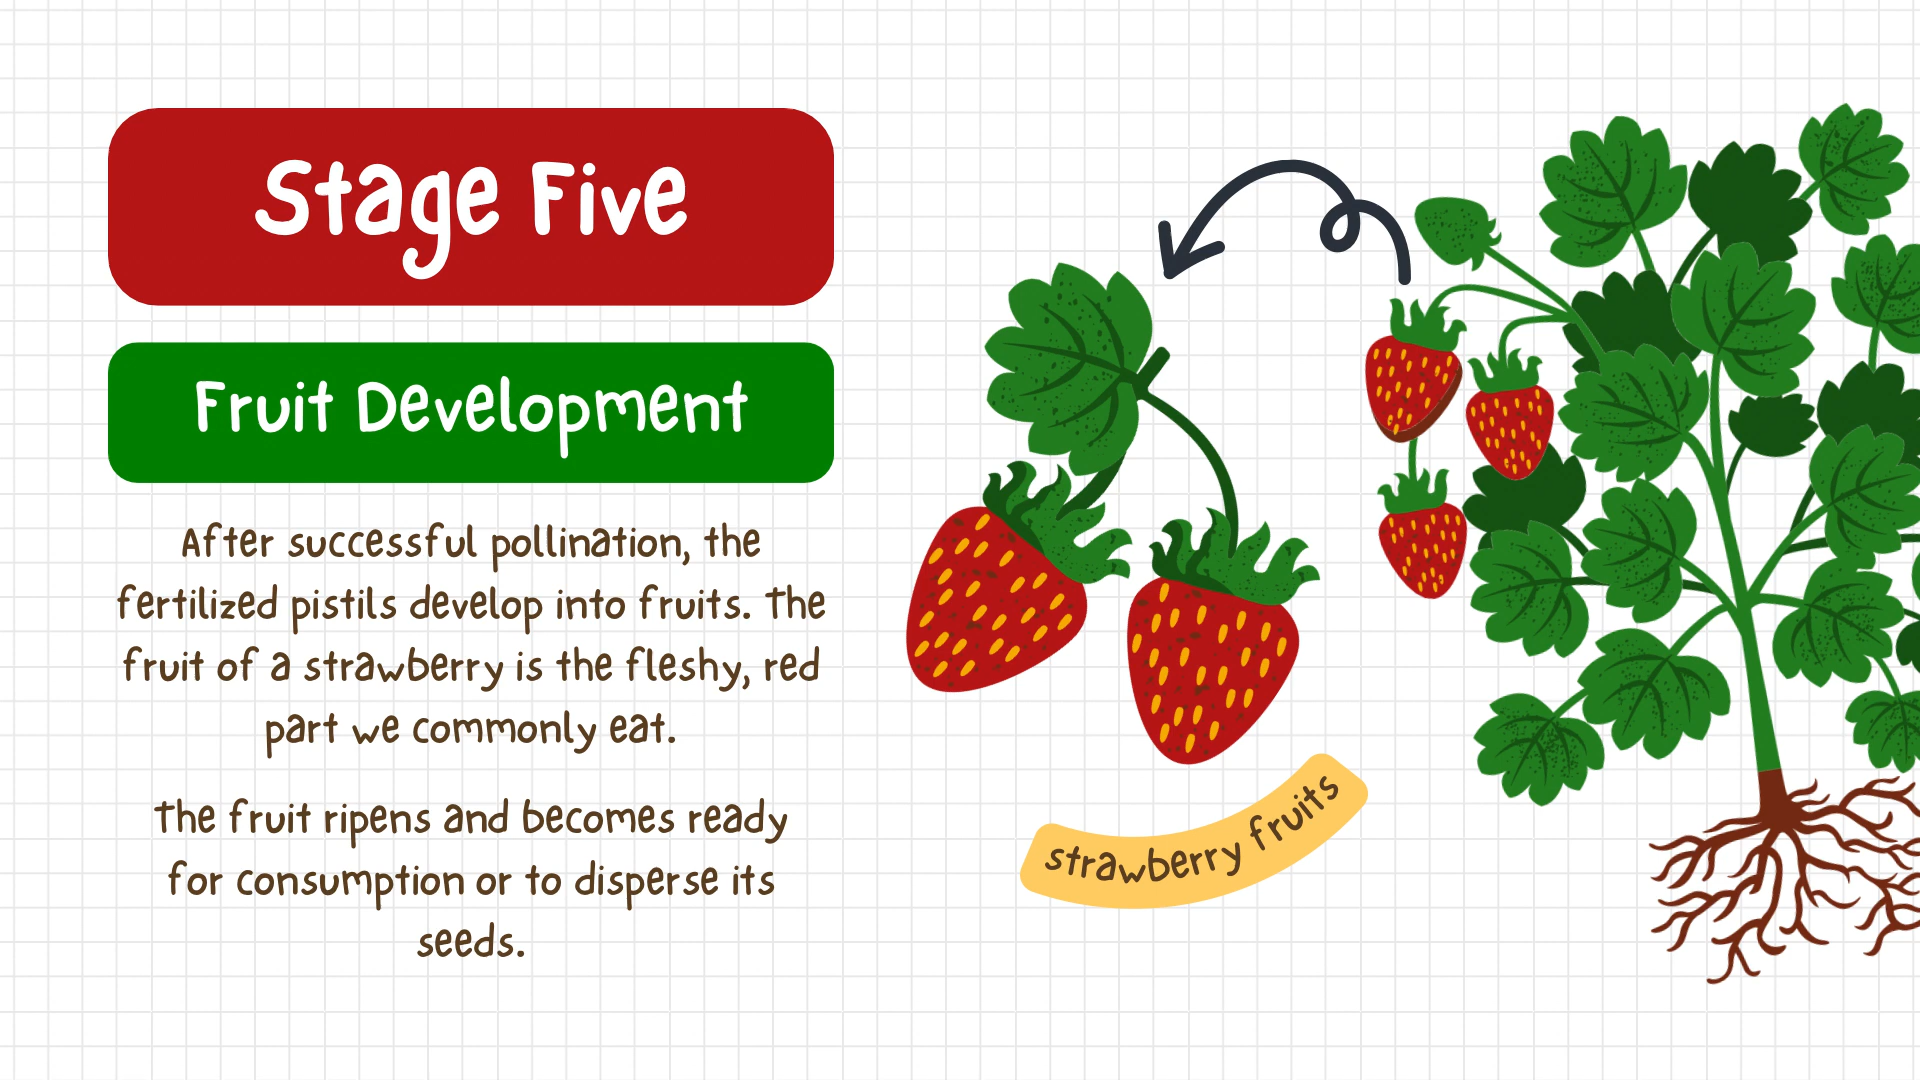 Stage Five
Fruit Development
After successful pollination, the
fertilized pistils develop into fruits. The
fruit of a strawberry is the fleshy, red
part we commonly eat.
The fruit ripens and becomes ready
for consumption or to disperse its
seeds.
strawberry fruits